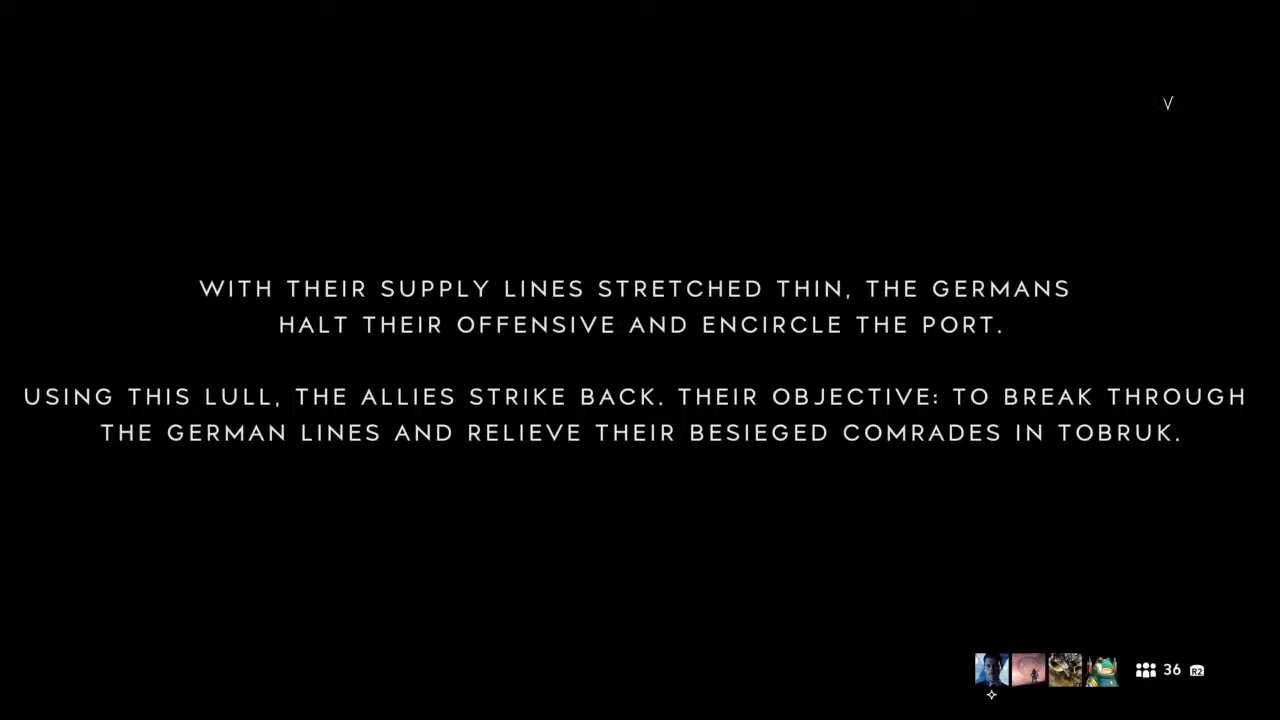 V
WITH THEIR SUPPLY LINES STRETCHED THIN, THE GERMANS
HALT THEIR OFFENSIVE AND ENCIRCLE THE PORT.
USING THIS LULL, THE ALLIES STRIKE BACK. THEIR OBJECTIVE: TO BREAK THROUGH
THE GERMAN LINES AND RELIEVE THEIR BESIEGED COMRADES IN TOBRUK.
36 R2